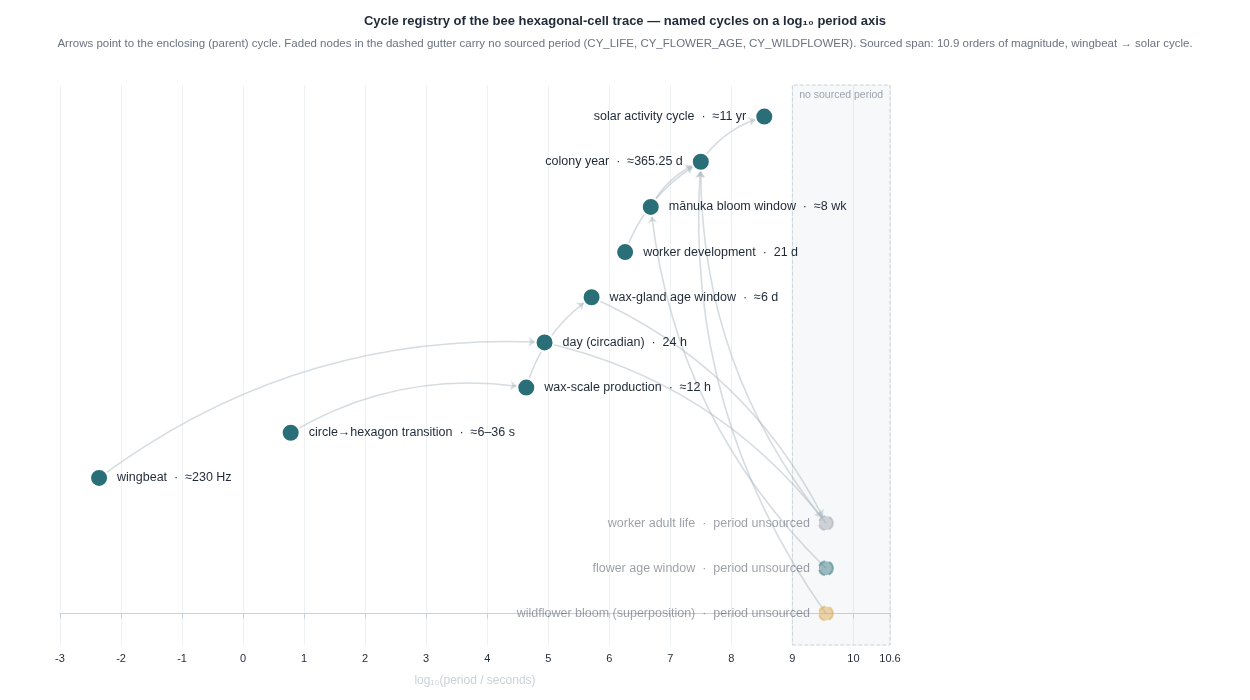 Cycle registry of the bee hexagonal-cell trace — named cycles on a log₁₀ period axis
Arrows point to the enclosing (parent) cycle. Faded nodes in the dashed gutter carry no sourced period (CY_LIFE, CY_FLOWER_AGE, CY_WILDFLOWER). Sourced span: 10.9 orders of magnitude, wingbeat → solar cycle.
no sourced period
solar activity cycle · ≈11 yr
colony year · ≈365.25 d
mānuka bloom window · ≈8 wk
worker development · 21 d
wax-gland age window · ≈6 d
day (circadian) · 24 h
wax-scale production · ≈12 h
circle→hexagon transition · ≈6–36 s
wingbeat · ≈230 Hz
worker adult life · period unsourced
flower age window · period unsourced
wildflower bloom (superposition) · period unsourced
-3 -2 -1 0 1 2 3 4 5 6 7 8 9 10 10.6
log₁₀(period / seconds)